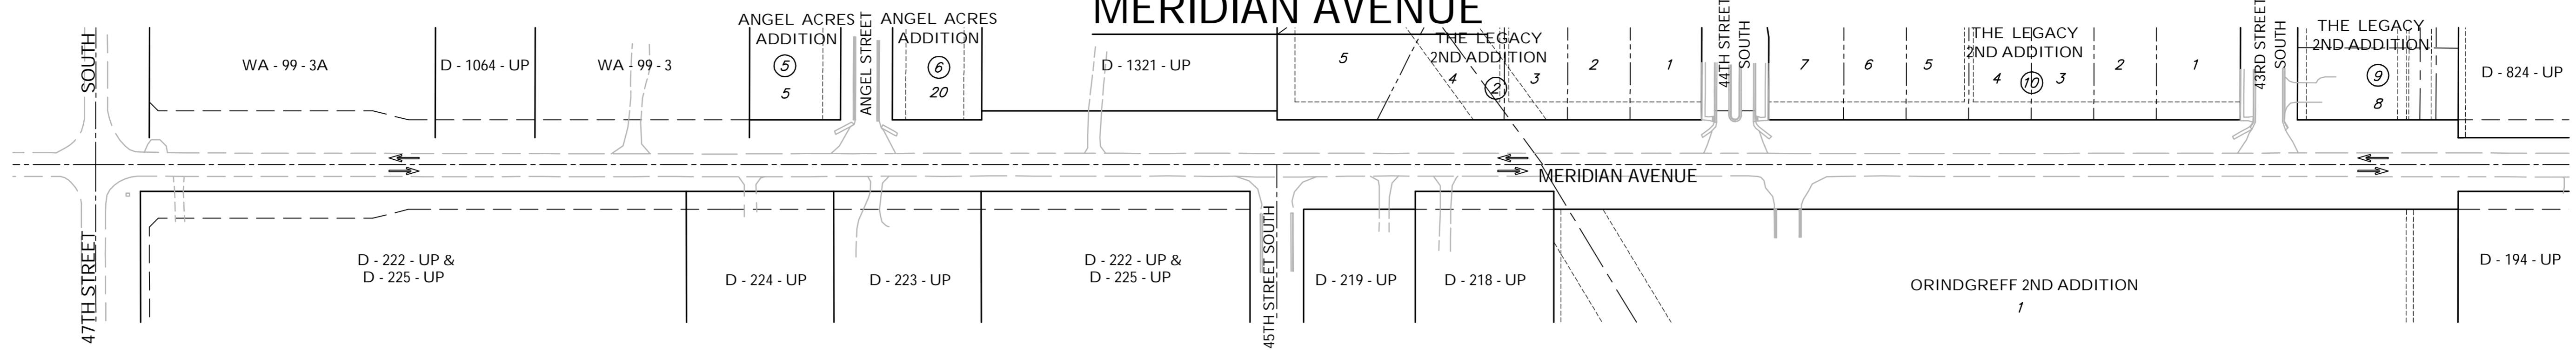 MERIDIAN AVENUE
47TH STREET
SOUTH
WA - 99 - 3A
D - 1064 - UP
WA - 99 - 3
ANGEL ACRES
ADDITION
5
5
ANGEL STREET
ANGEL ACRES
ADDITION
6
20
D - 1321 - UP
THE LEGACY
2ND ADDITION
2
5
4
3
2
1
44TH STREET
SOUTH
THE LEGACY
2ND ADDITION
10
7
6
5
4
3
2
1
43RD STREET
SOUTH
THE LEGACY
2ND ADDITION
9
8
D - 824 - UP
MERIDIAN AVENUE
D - 222 - UP &
D - 225 - UP
D - 224 - UP
D - 223 - UP
D - 222 - UP &
D - 225 - UP
45TH STREET SOUTH
D - 219 - UP
D - 218 - UP
ORINDGREFF 2ND ADDITION
1
D - 194 - UP